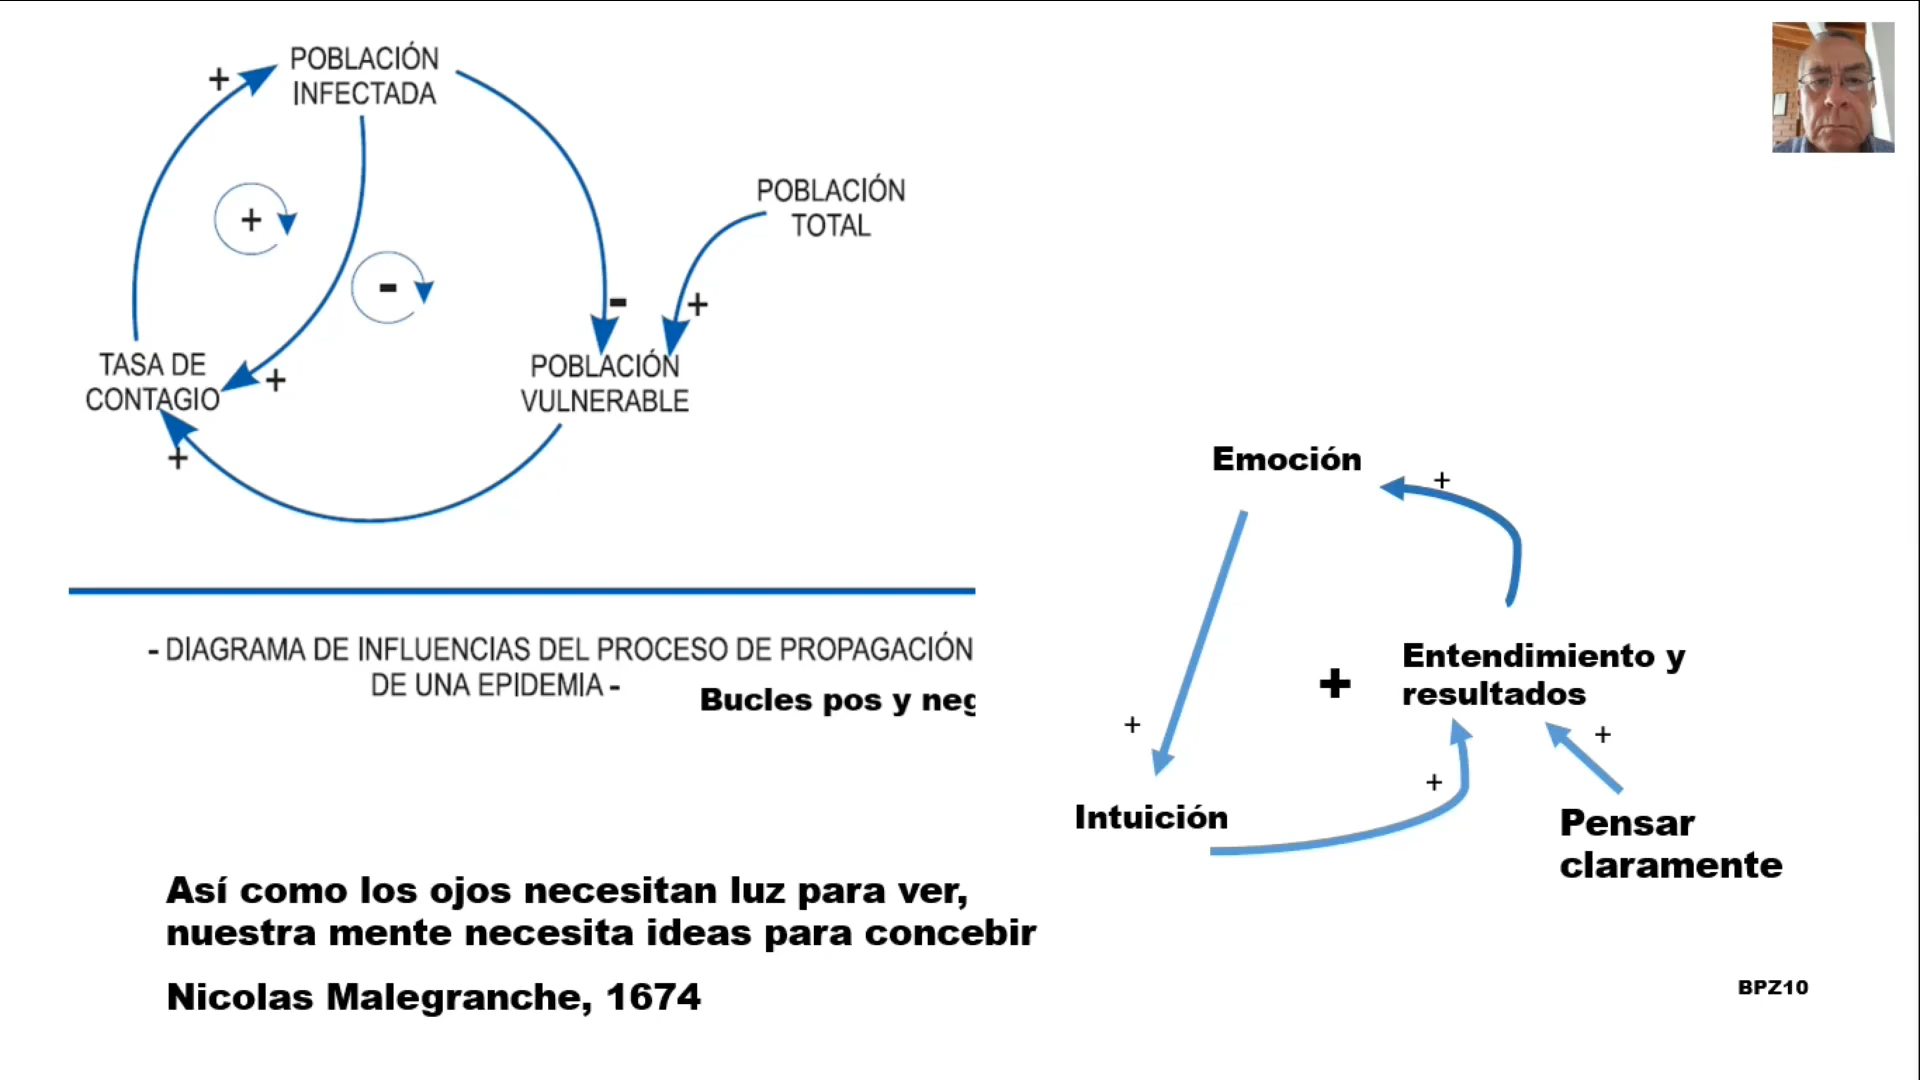 POBLACIÓN
INFECTADA
+
+
-
POBLACIÓN
TOTAL
-
+
TASA DE
CONTAGIO
+
POBLACIÓN
VULNERABLE
+
- DIAGRAMA DE INFLUENCIAS DEL PROCESO DE PROPAGACIÓN
DE UNA EPIDEMIA -
Bucles pos y neg
Emoción
+
Entendimiento y
resultados
+
+
+
+
Intuición
Pensar
claramente
Así como los ojos necesitan luz para ver,
nuestra mente necesita ideas para concebir
Nicolas Malegranche, 1674
BPZ10